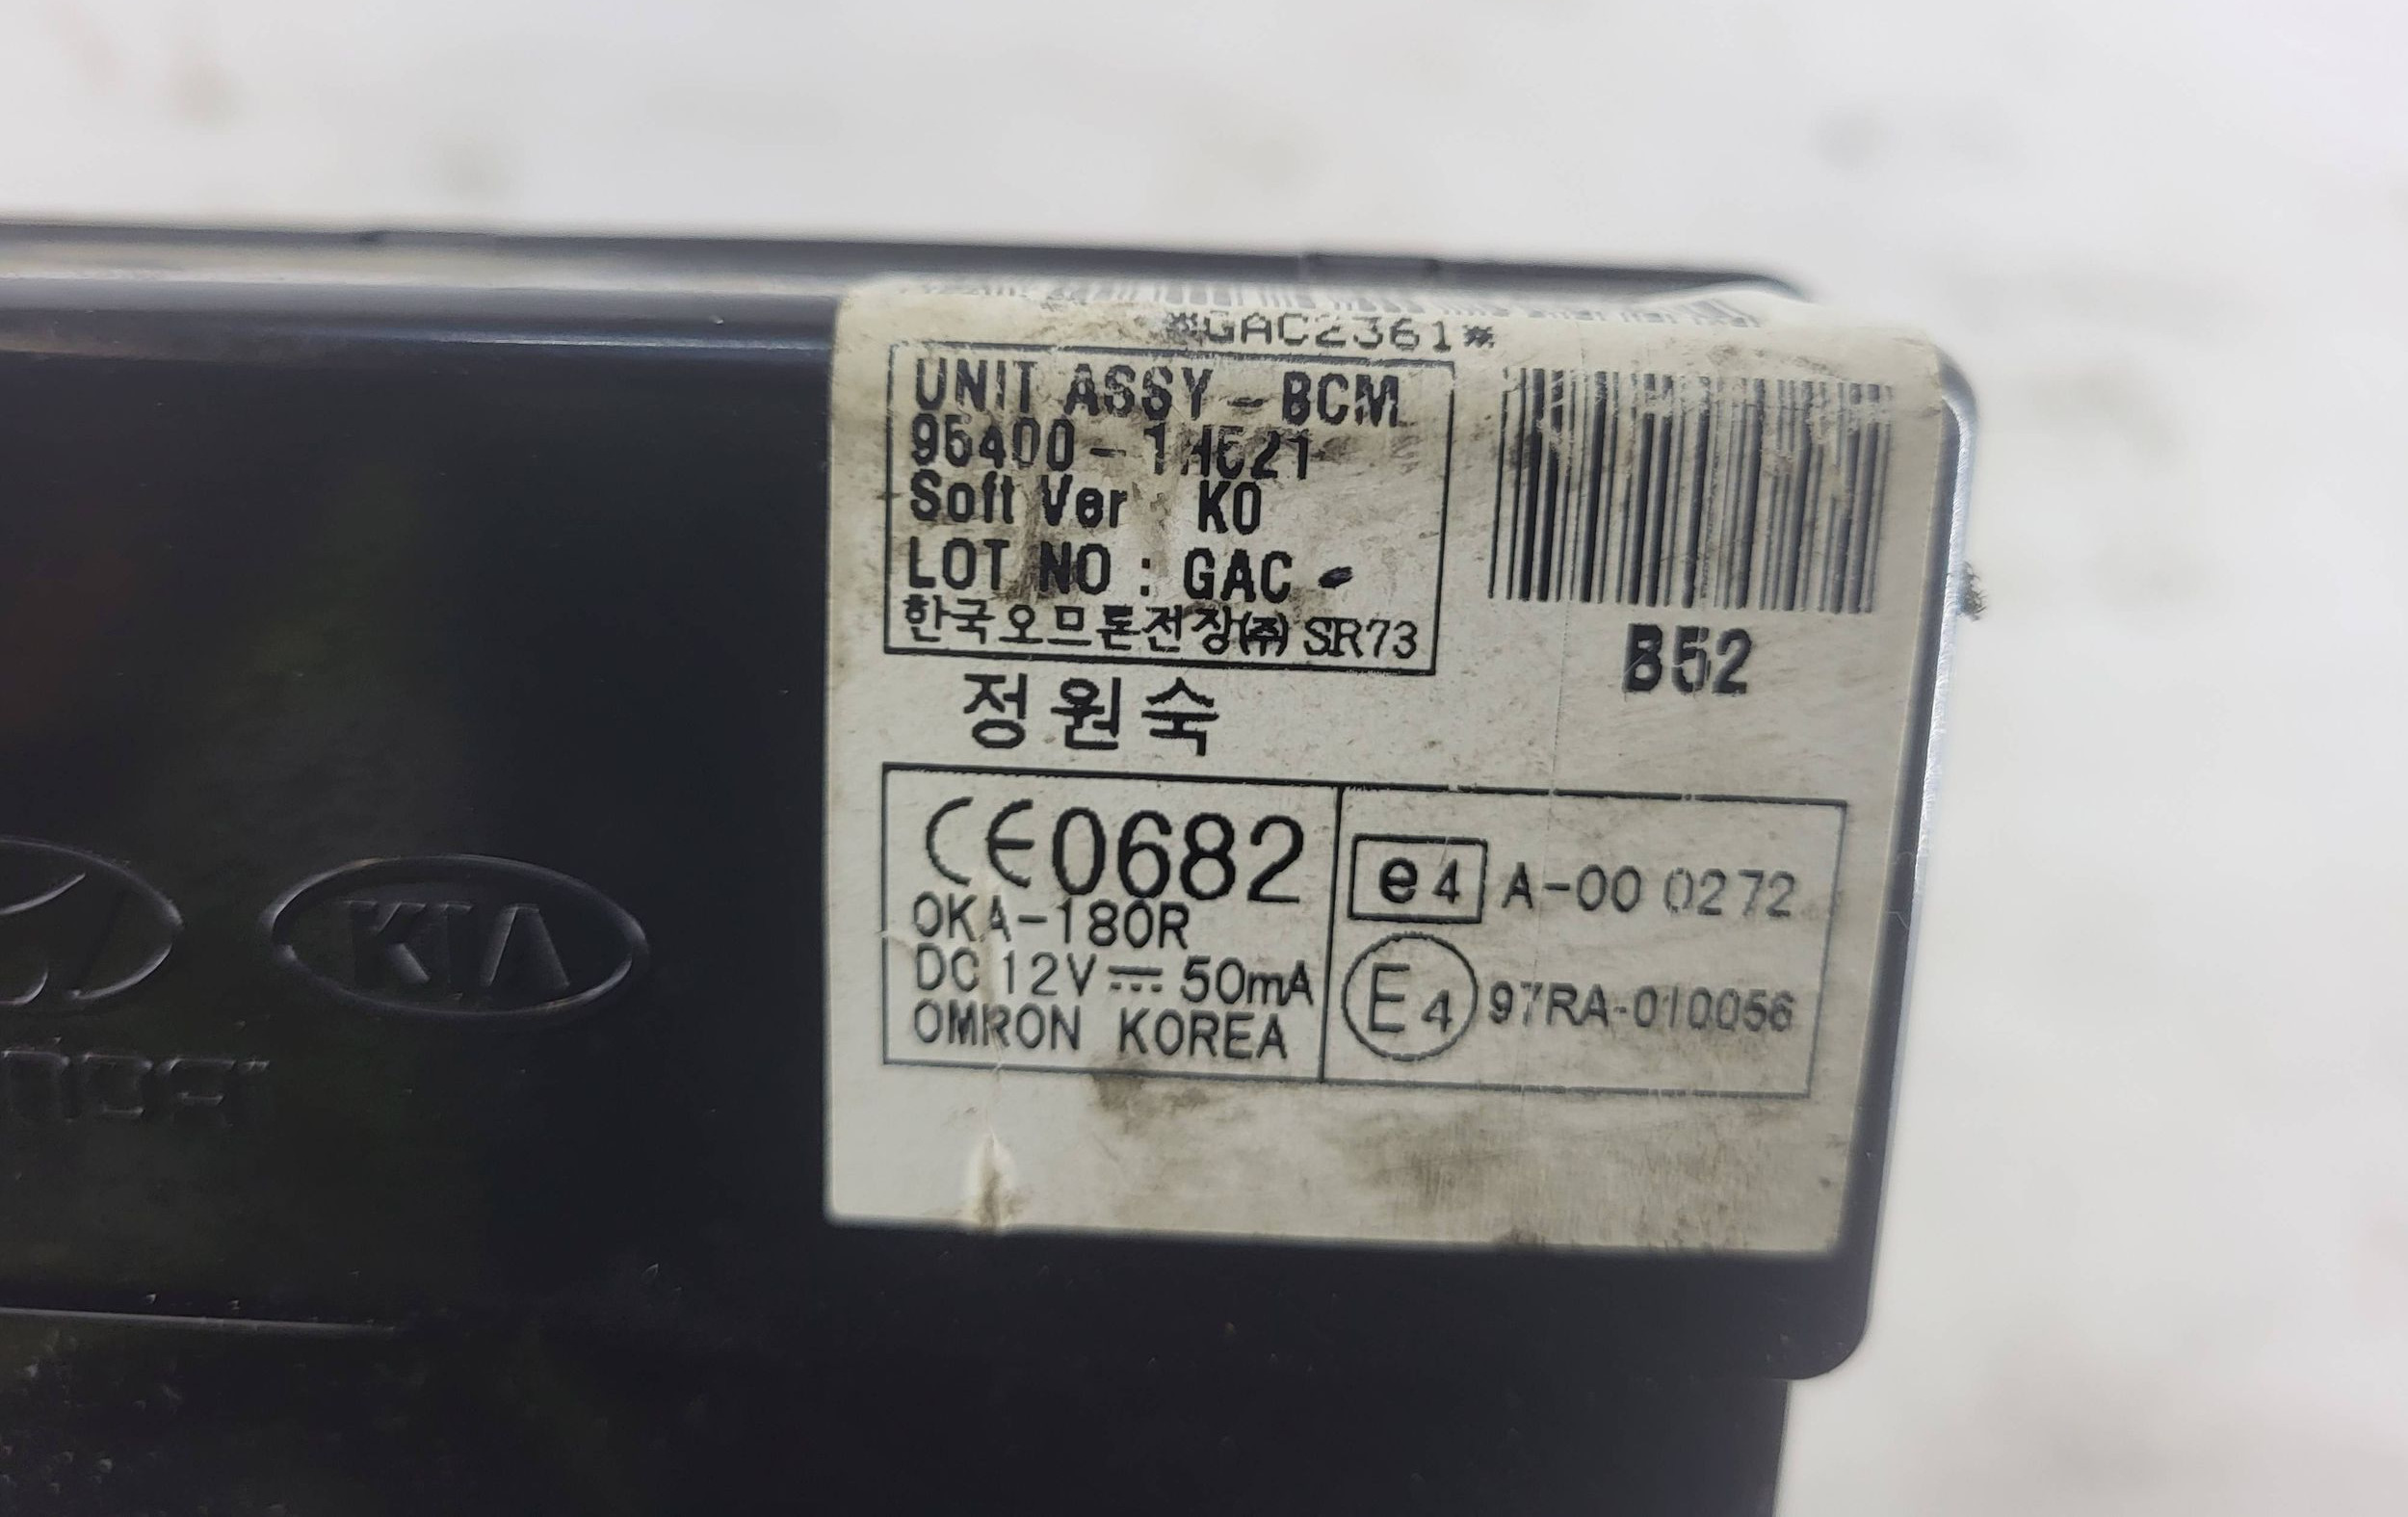 *GAC2361*
UNIT ASSY - BCM
95400 - 1H621
Soft Ver K0
LOT NO : GAC
한국오므론전장㈜ SR73
B52
정원숙
CE0682
OKA-180R
DC 12V⎓50mA
OMRON KOREA
e4 A-00 0272
E4 97RA-010056
KIA